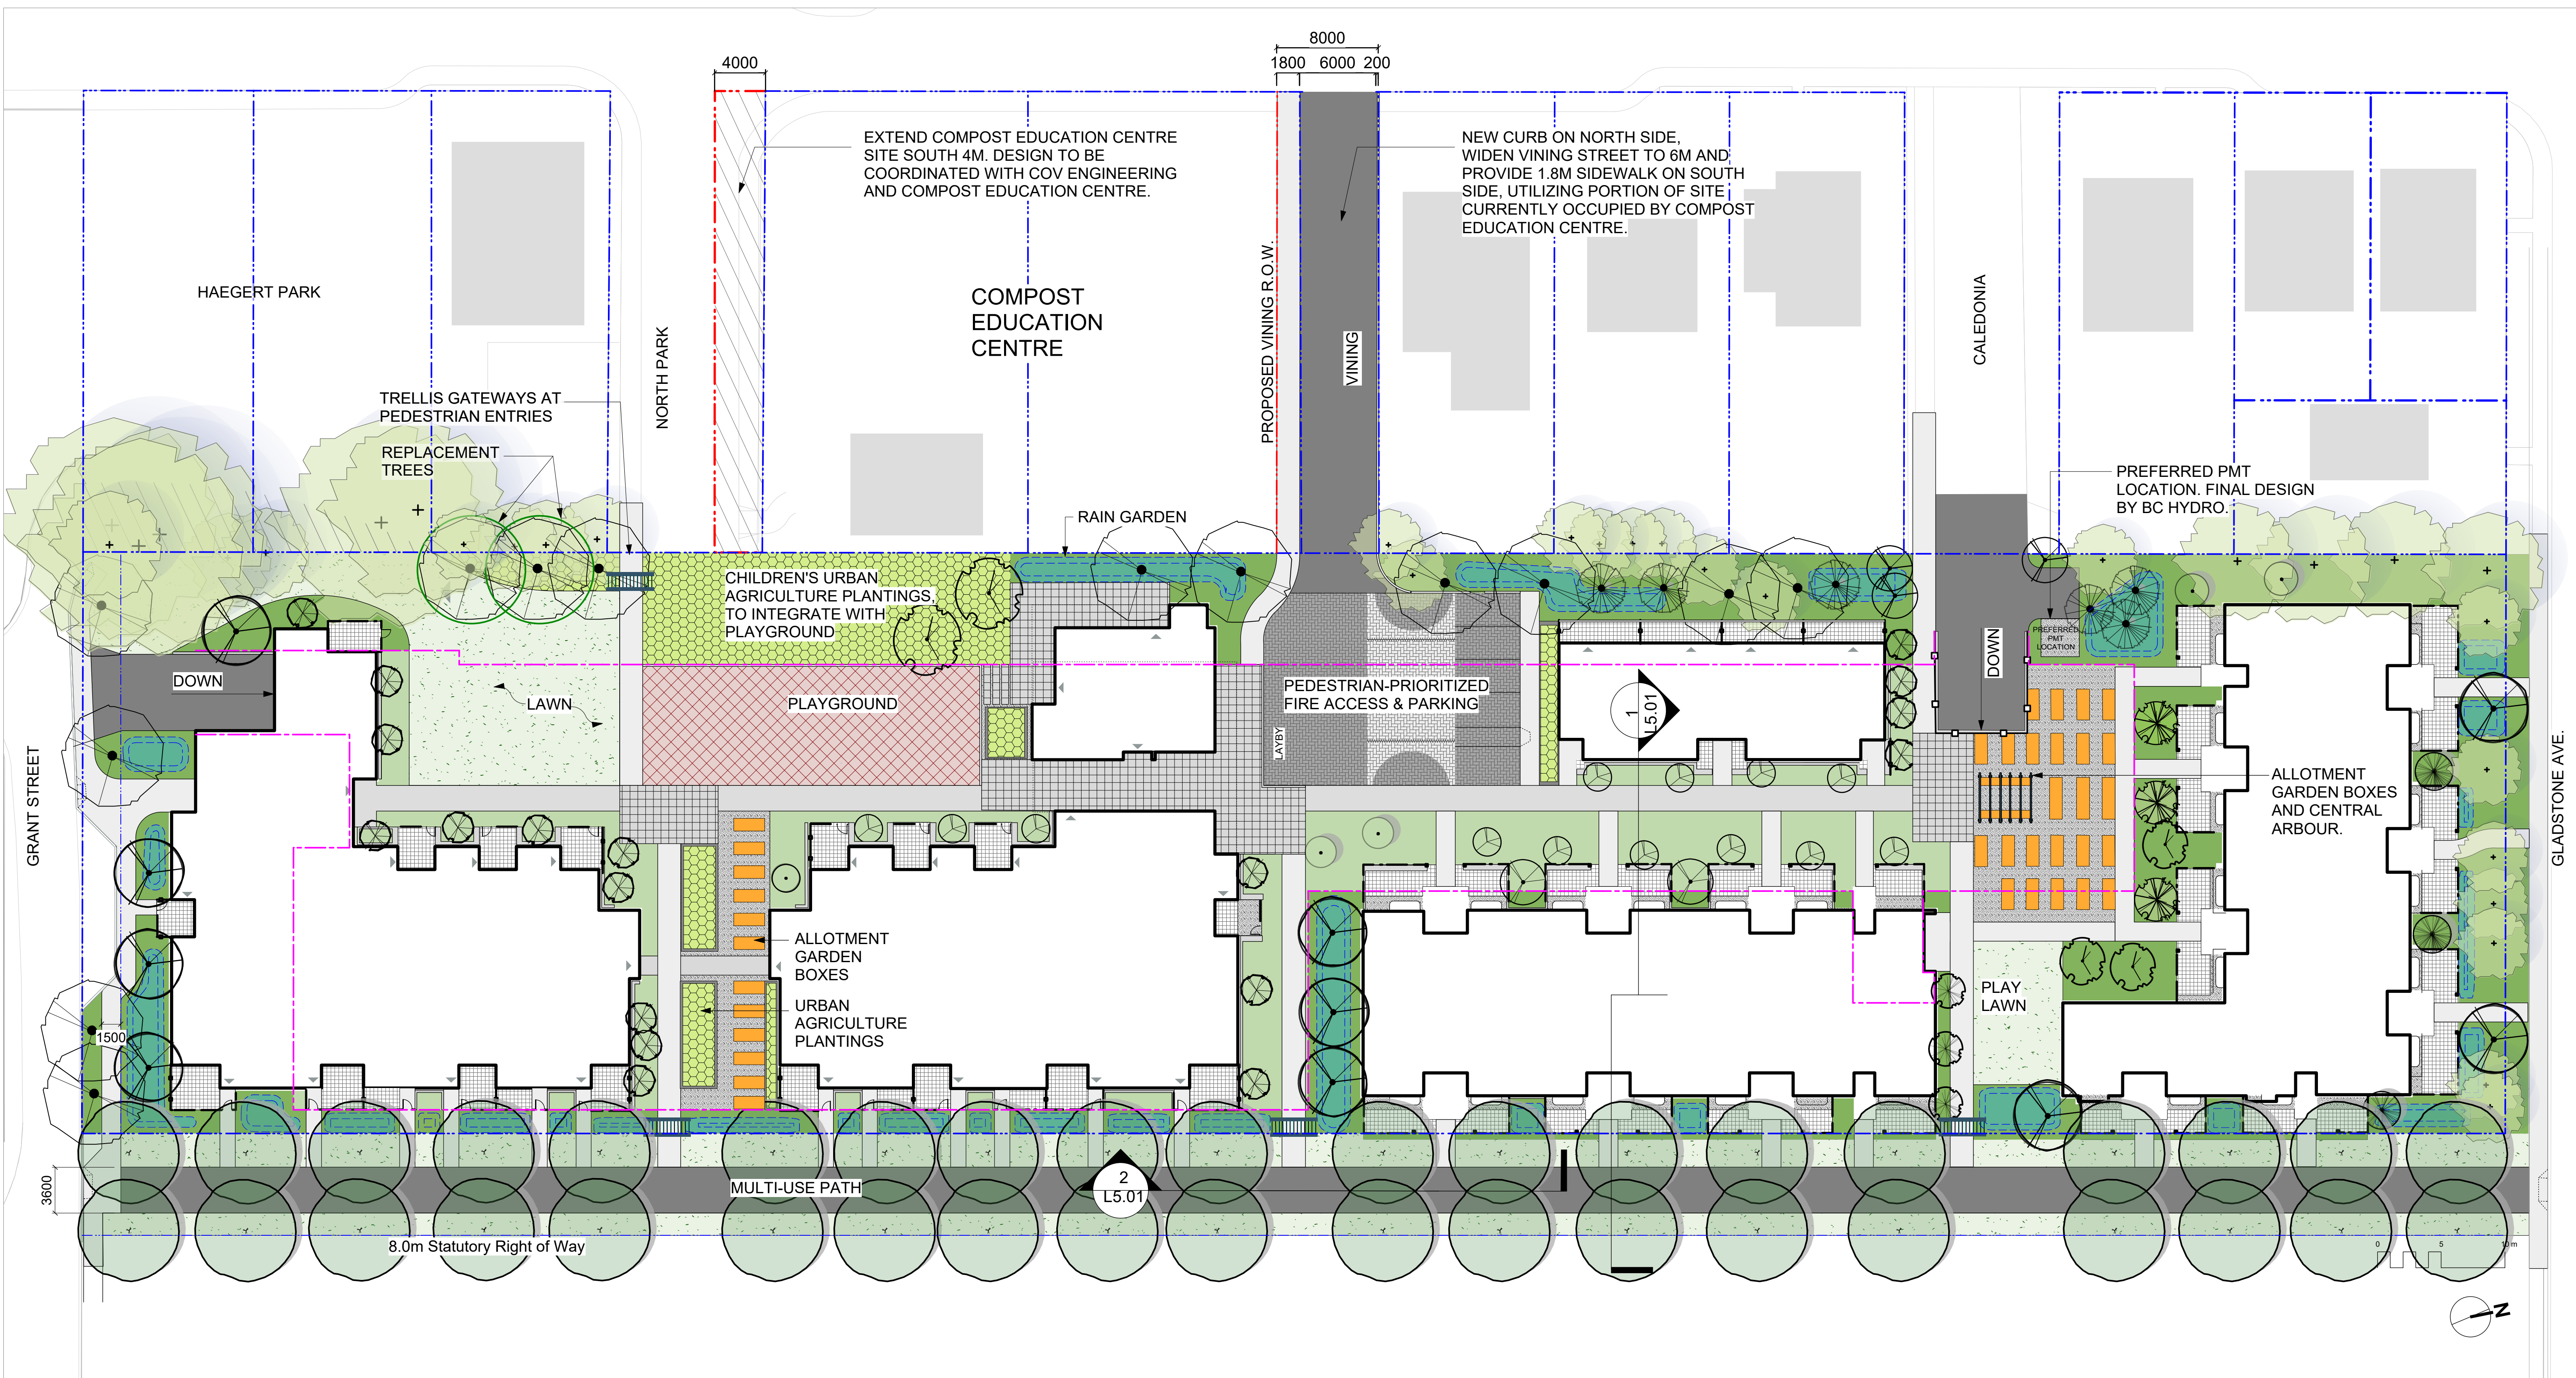 8000
4000
1800 6000 200
EXTEND COMPOST EDUCATION CENTRE
SITE SOUTH 4M. DESIGN TO BE
COORDINATED WITH COV ENGINEERING
AND COMPOST EDUCATION CENTRE.
NEW CURB ON NORTH SIDE,
WIDEN VINING STREET TO 6M AND
PROVIDE 1.8M SIDEWALK ON SOUTH
SIDE, UTILIZING PORTION OF SITE
CURRENTLY OCCUPIED BY COMPOST
EDUCATION CENTRE.
HAEGERT PARK
COMPOST
EDUCATION
CENTRE
NORTH PARK
PROPOSED VINING R.O.W.
VINING
CALEDONIA
TRELLIS GATEWAYS AT
PEDESTRIAN ENTRIES
REPLACEMENT
TREES
RAIN GARDEN
PREFERRED PMT
LOCATION. FINAL DESIGN
BY BC HYDRO.
CHILDREN'S URBAN
AGRICULTURE PLANTINGS,
TO INTEGRATE WITH
PLAYGROUND
PREFERRED
PMT
LOCATION
DOWN
LAWN
PLAYGROUND
PEDESTRIAN-PRIORITIZED
FIRE ACCESS & PARKING
LAYBY
1
L5.01
DOWN
GRANT STREET
GLADSTONE AVE.
ALLOTMENT
GARDEN BOXES
AND CENTRAL
ARBOUR.
ALLOTMENT
GARDEN
BOXES
URBAN
AGRICULTURE
PLANTINGS
PLAY
LAWN
1500
3600
MULTI-USE PATH
2
L5.01
8.0m Statutory Right of Way
0 5 10 m
N